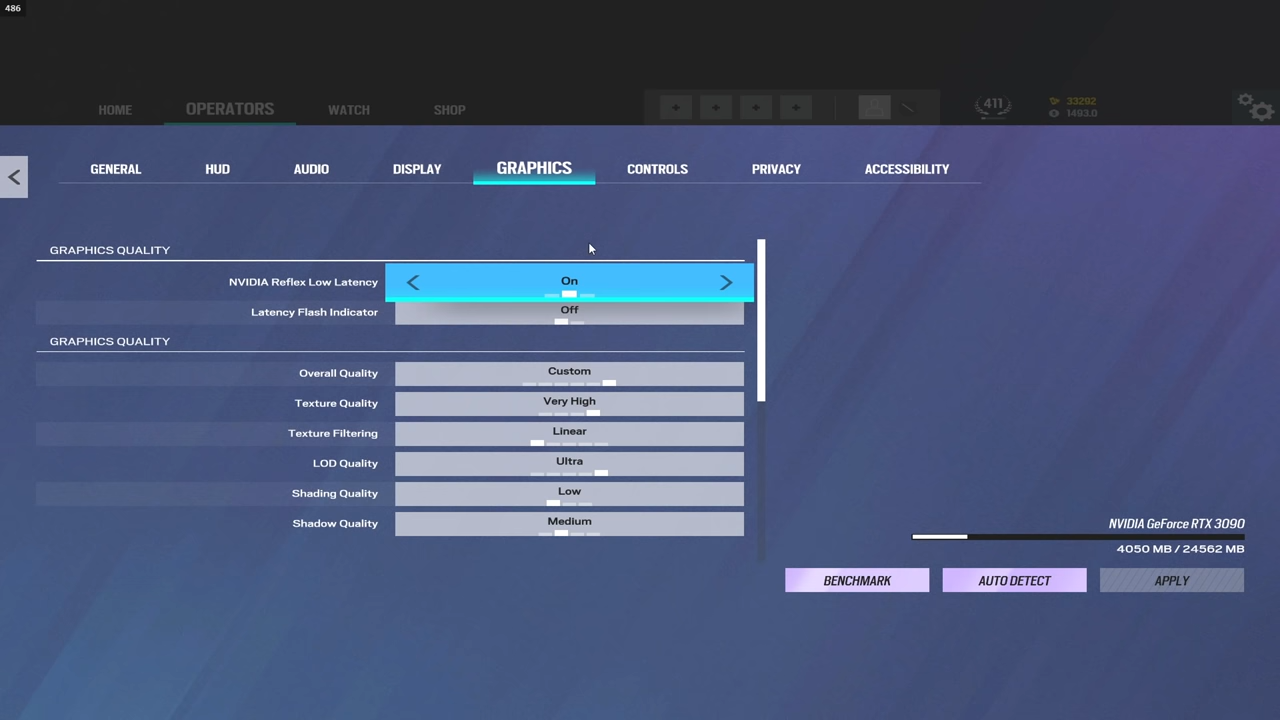 486
HOME OPERATORS WATCH SHOP + + + + 411 33292
1493.0
GENERAL HUD AUDIO DISPLAY GRAPHICS CONTROLS PRIVACY ACCESSIBILITY
GRAPHICS QUALITY
NVIDIA Reflex Low Latency On
Latency Flash Indicator Off
GRAPHICS QUALITY
Overall Quality Custom
Texture Quality Very High
Texture Filtering Linear
LOD Quality Ultra
Shading Quality Low
Shadow Quality Medium
NVIDIA GeForce RTX 3090
4050 MB / 24562 MB
BENCHMARK AUTO DETECT APPLY